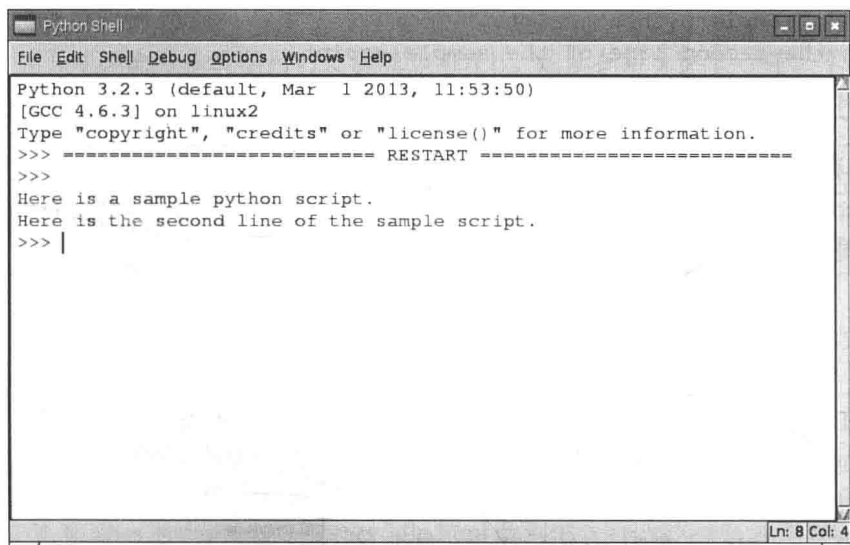 Python Shell
File Edit Shell Debug Options Windows Help
Python 3.2.3 (default, Mar  1 2013, 11:53:50)
[GCC 4.6.3] on linux2
Type "copyright", "credits" or "license()" for more information.
>>> =========================== RESTART ===========================
>>>
Here is a sample python script.
Here is the second line of the sample script.
>>>
Ln: 8 Col: 4